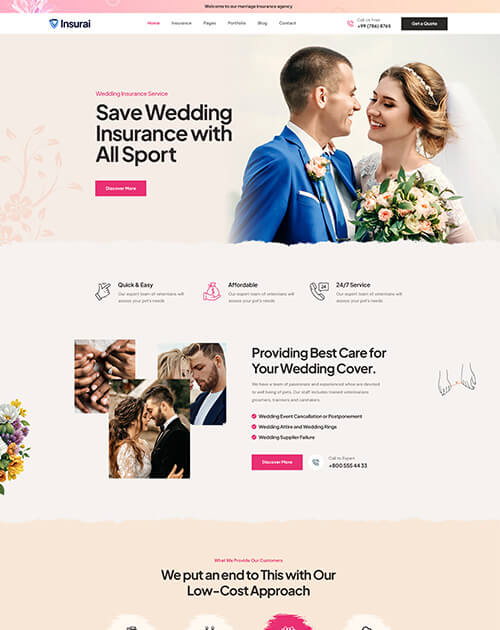 Welcome to our marriage insurance agency
Insurai
Home Insurance Pages Portfolio Blog Contact
Call Us Free
+99 (786) 8765
Get a Quote
Wedding Insurance Service
Save Wedding
Insurance with
All Sport
Discover More
Quick & Easy
Our expert team of veterinians will
assess your pet's needs
Affordable
Our expert team of veterinians will
assess your pet's needs
24
24/7 Service
Our expert team of veterinians will
assess your pet's needs
Providing Best Care for
Your Wedding Cover.
We have a team of passionate and experienced who are devoted
to well being of pets. Our staff includes trained veterinarians
groomers, tranners and caretakers
Wedding Event Cancallation or Postponement
Wedding Attire and Wedding Rings
Wedding Supplier Failure
Discover More
Call to Expert
+800 555 44 33
What We Provide Our Customers
We put an end to This with Our
Low-Cost Approach